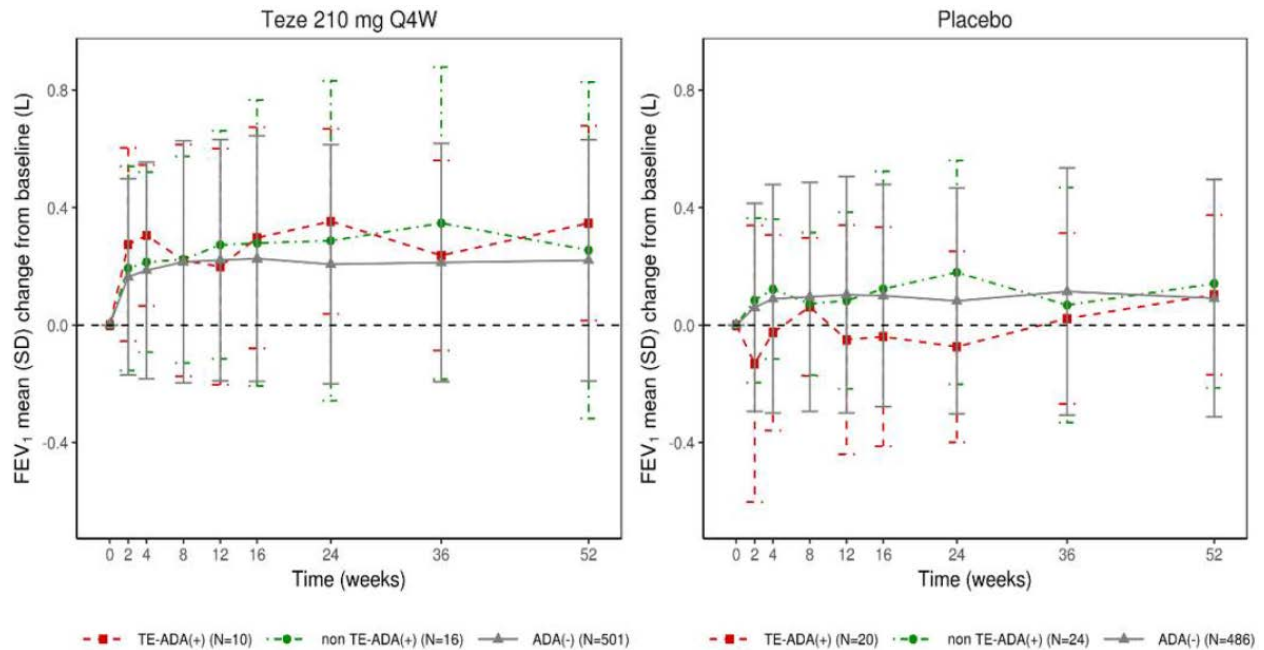 Teze 210 mg Q4W
FEV₁ mean (SD) change from baseline (L)
0.8
0.4
0.0
-0.4
0 2 4 8 12 16 24 36 52
Time (weeks)
TE-ADA(+) (N=10) non TE-ADA(+) (N=16) ADA(-) (N=501)
Placebo
FEV₁ mean (SD) change from baseline (L)
0.8
0.4
0.0
-0.4
0 2 4 8 12 16 24 36 52
Time (weeks)
TE-ADA(+) (N=20) non TE-ADA(+) (N=24) ADA(-) (N=486)